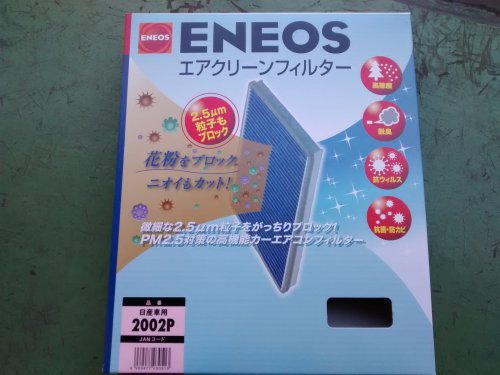 ENEOS
ENEOS
エアクリーンフィルター
2.5μm
粒子も
ブロック
高除塵
脱臭
抗ウィルス
抗菌・防カビ
花粉をブロック
ニオイもカット!
微細な2.5μm粒子をがっちりブロック!
PM2.5対策の高機能カーエアコンフィルター
品番
日産車用
2002P
JANコード